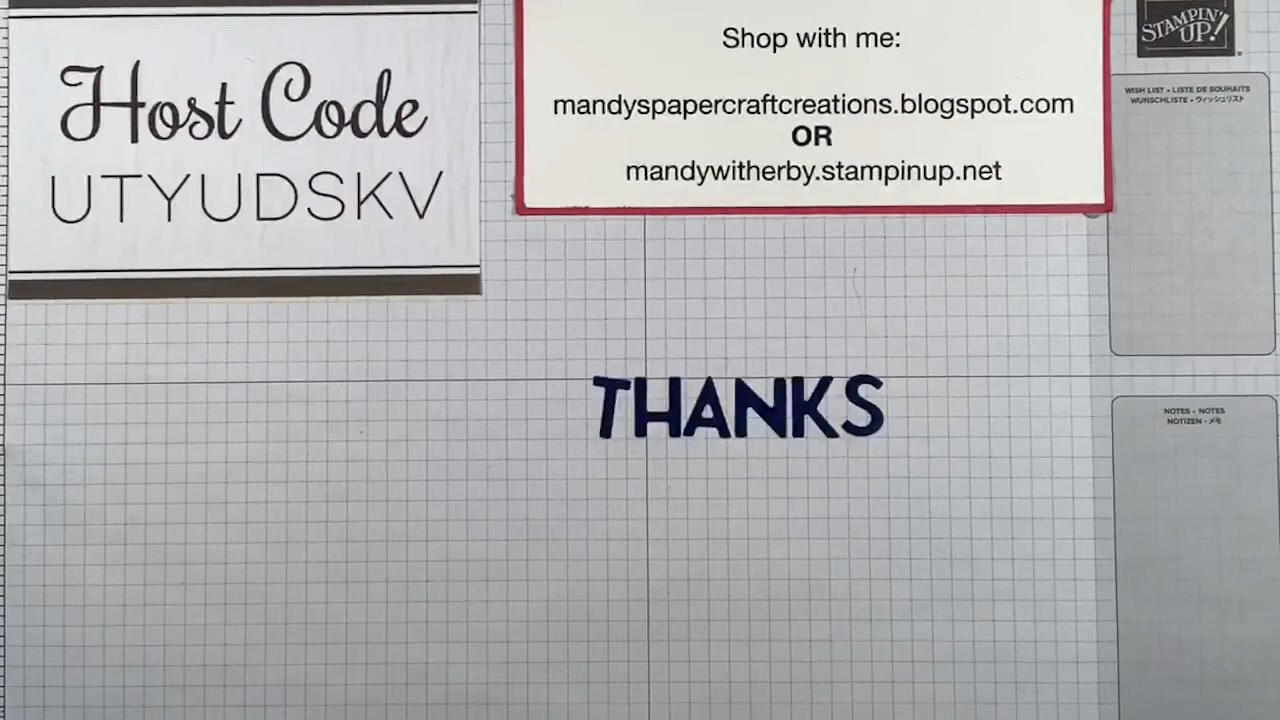 Host Code
UTYUDSKV
Shop with me:
mandyspapercraftcreations.blogspot.com
OR
mandywitherby.stampinup.net
STAMPIN'
UP!
WISH LIST • LISTE DE SOUHAITS
WUNSCHLISTE • ウィッシュリスト
THANKS
NOTES • NOTES
NOTIZEN • メモ